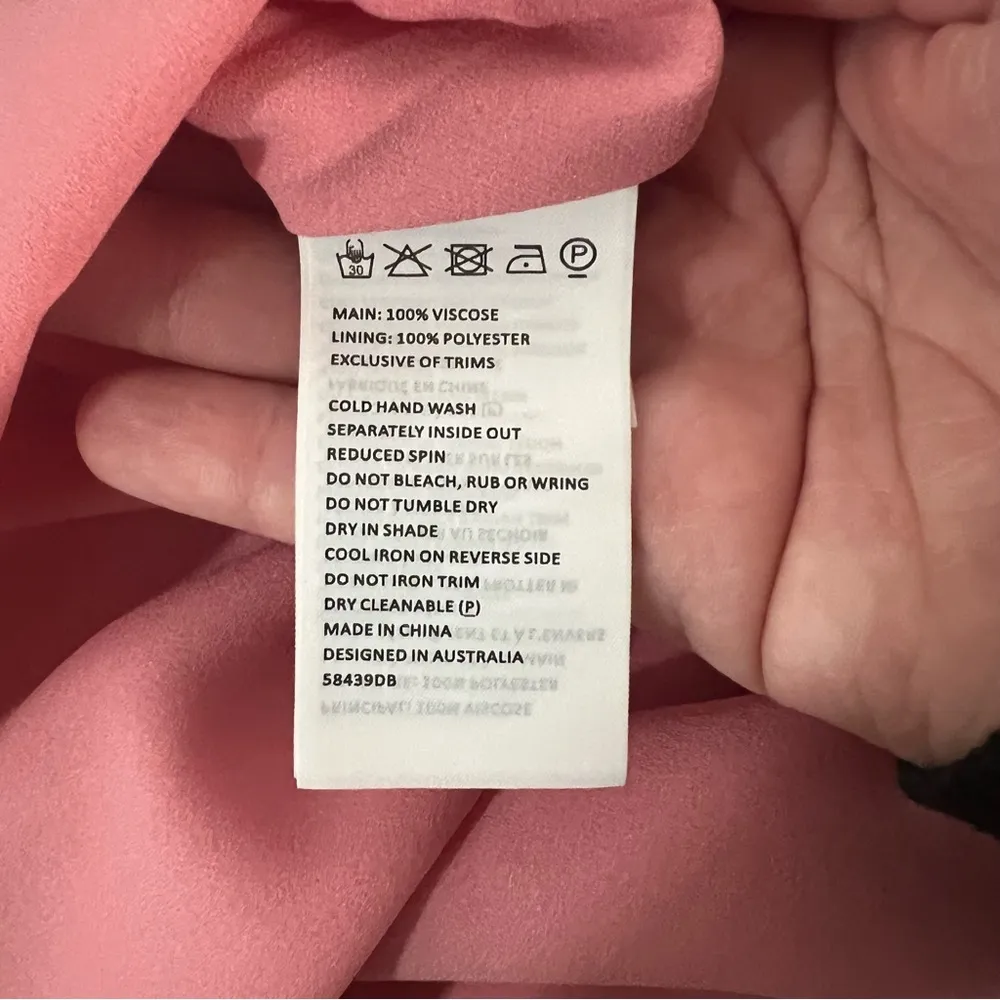 30 P
MAIN: 100% VISCOSE
LINING: 100% POLYESTER
EXCLUSIVE OF TRIMS
COLD HAND WASH
SEPARATELY INSIDE OUT
REDUCED SPIN
DO NOT BLEACH, RUB OR WRING
DO NOT TUMBLE DRY
DRY IN SHADE
COOL IRON ON REVERSE SIDE
DO NOT IRON TRIM
DRY CLEANABLE (P)
MADE IN CHINA
DESIGNED IN AUSTRALIA
58439DB